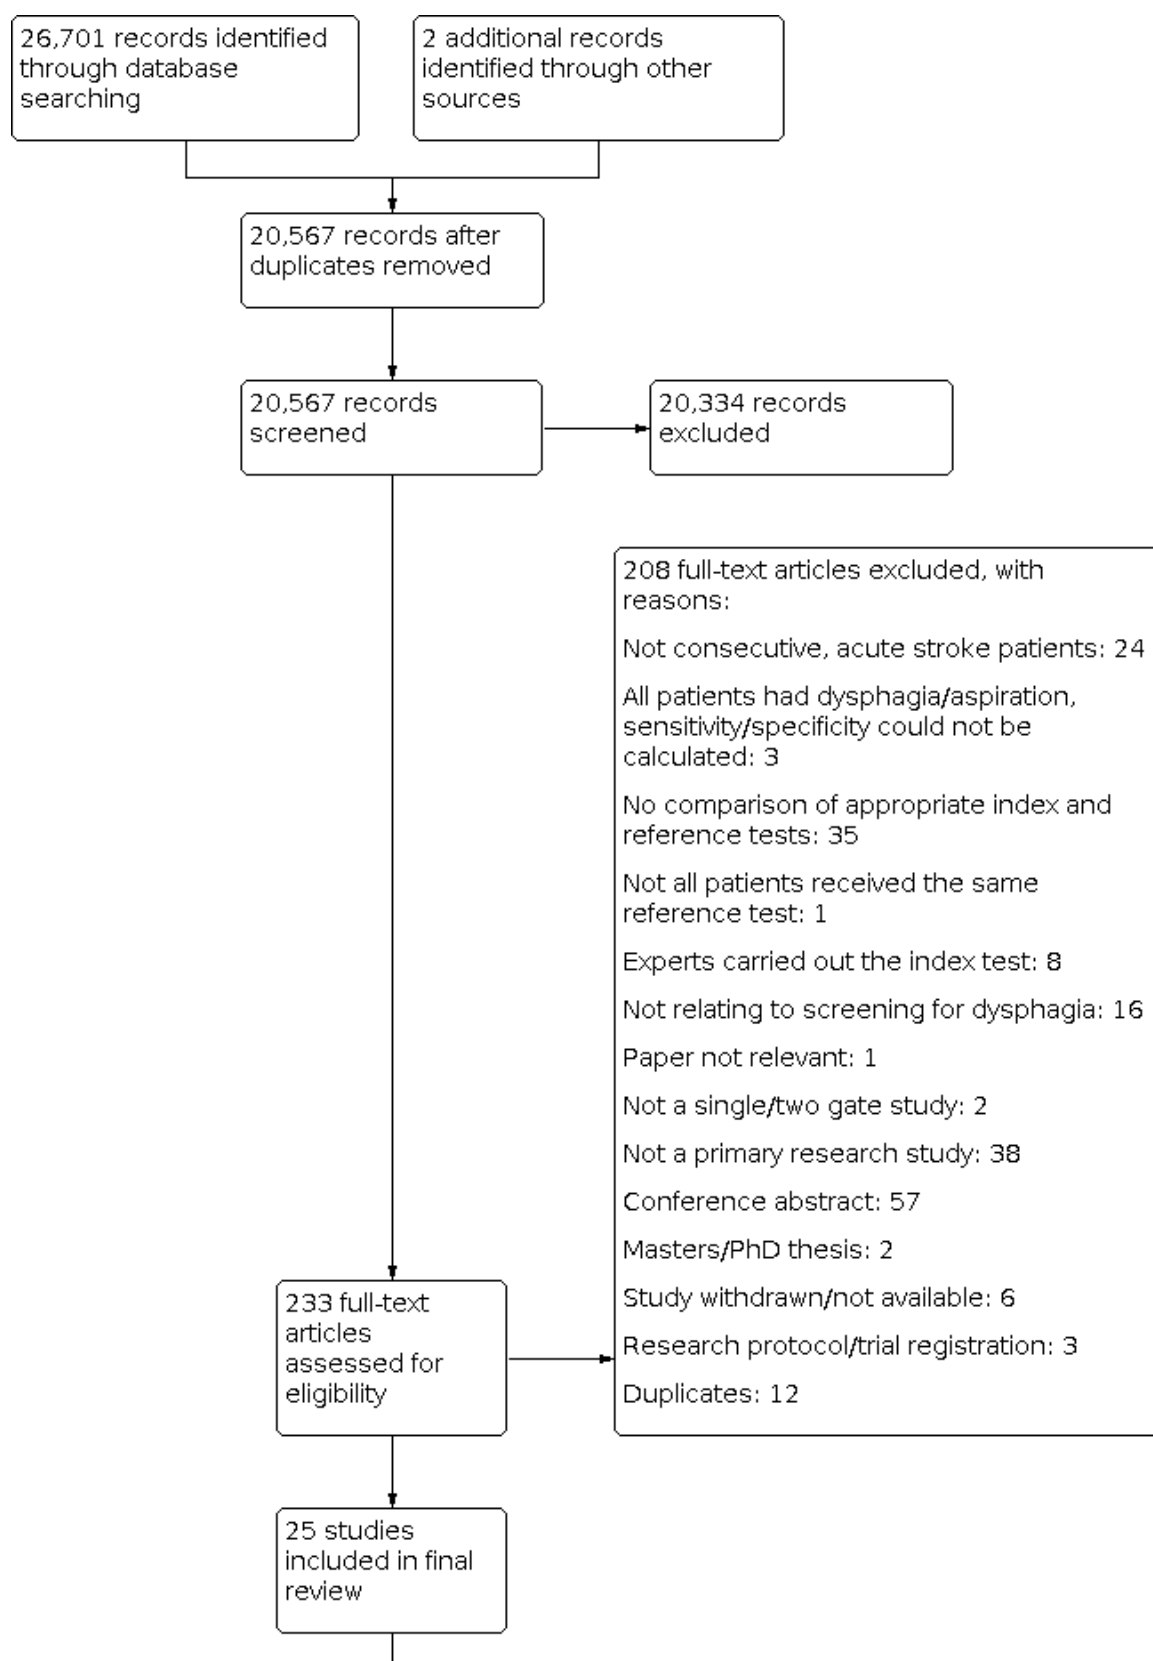 26,701 records identified
through database
searching
2 additional records
identified through other
sources
20,567 records after
duplicates removed
20,567 records
screened
20,334 records
excluded
208 full-text articles excluded, with
reasons:
Not consecutive, acute stroke patients: 24
All patients had dysphagia/aspiration,
sensitivity/specificity could not be
calculated: 3
No comparison of appropriate index and
reference tests: 35
Not all patients received the same
reference test: 1
Experts carried out the index test: 8
Not relating to screening for dysphagia: 16
Paper not relevant: 1
Not a single/two gate study: 2
Not a primary research study: 38
Conference abstract: 57
Masters/PhD thesis: 2
Study withdrawn/not available: 6
Research protocol/trial registration: 3
Duplicates: 12
233 full-text
articles
assessed for
eligibility
25 studies
included in final
review